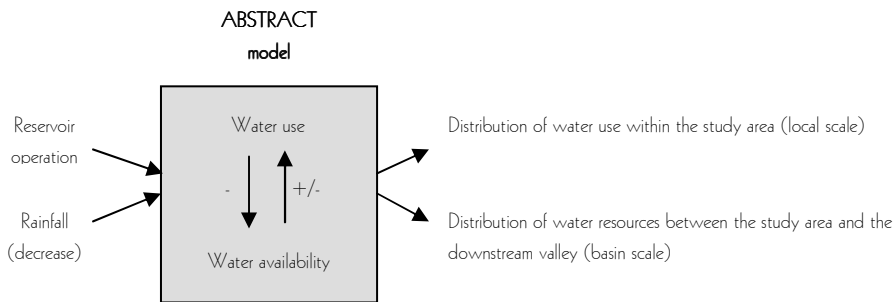 ABSTRACT
model
Reservoir
operation
Rainfall
(decrease)
Water use
-
+/-
Water availability
Distribution of water use within the study area (local scale)
Distribution of water resources between the study area and the
downstream valley (basin scale)